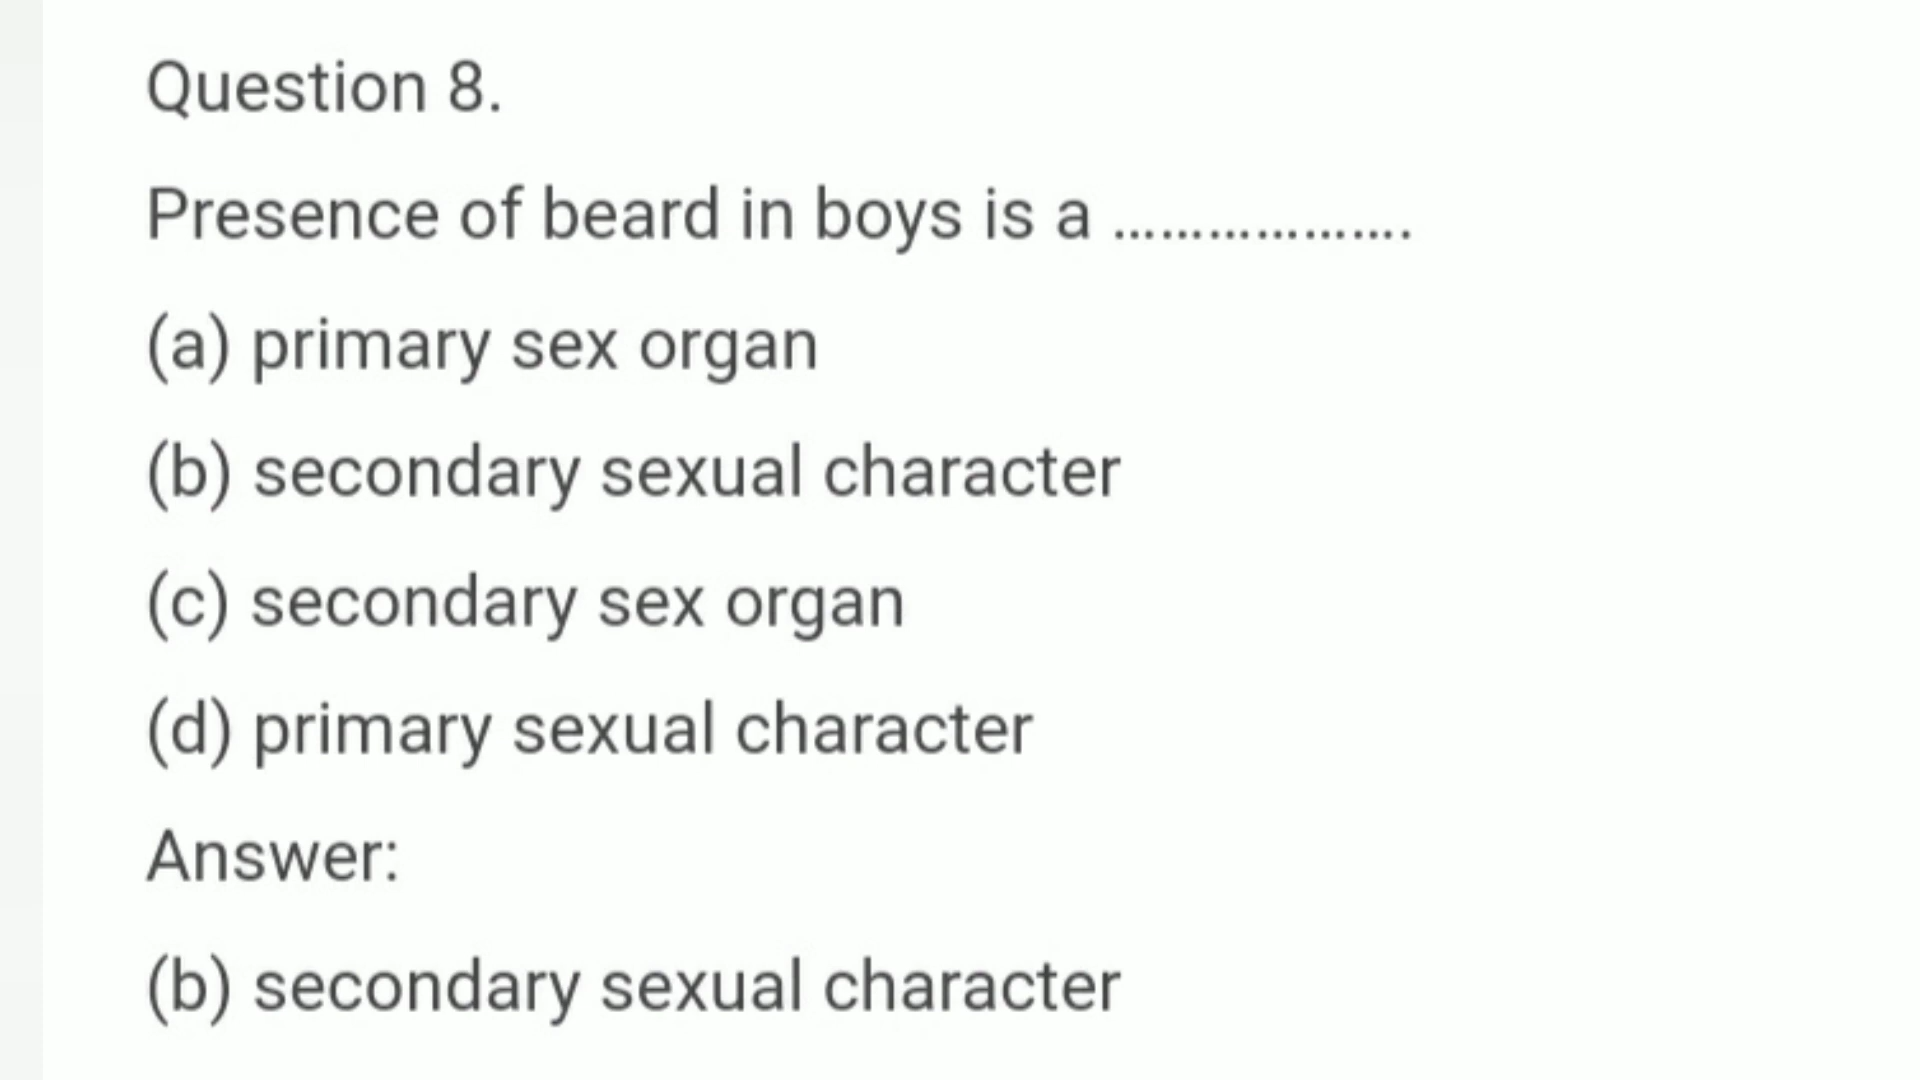 Question 8.
Presence of beard in boys is a ……………….
(a) primary sex organ
(b) secondary sexual character
(c) secondary sex organ
(d) primary sexual character
Answer:
(b) secondary sexual character